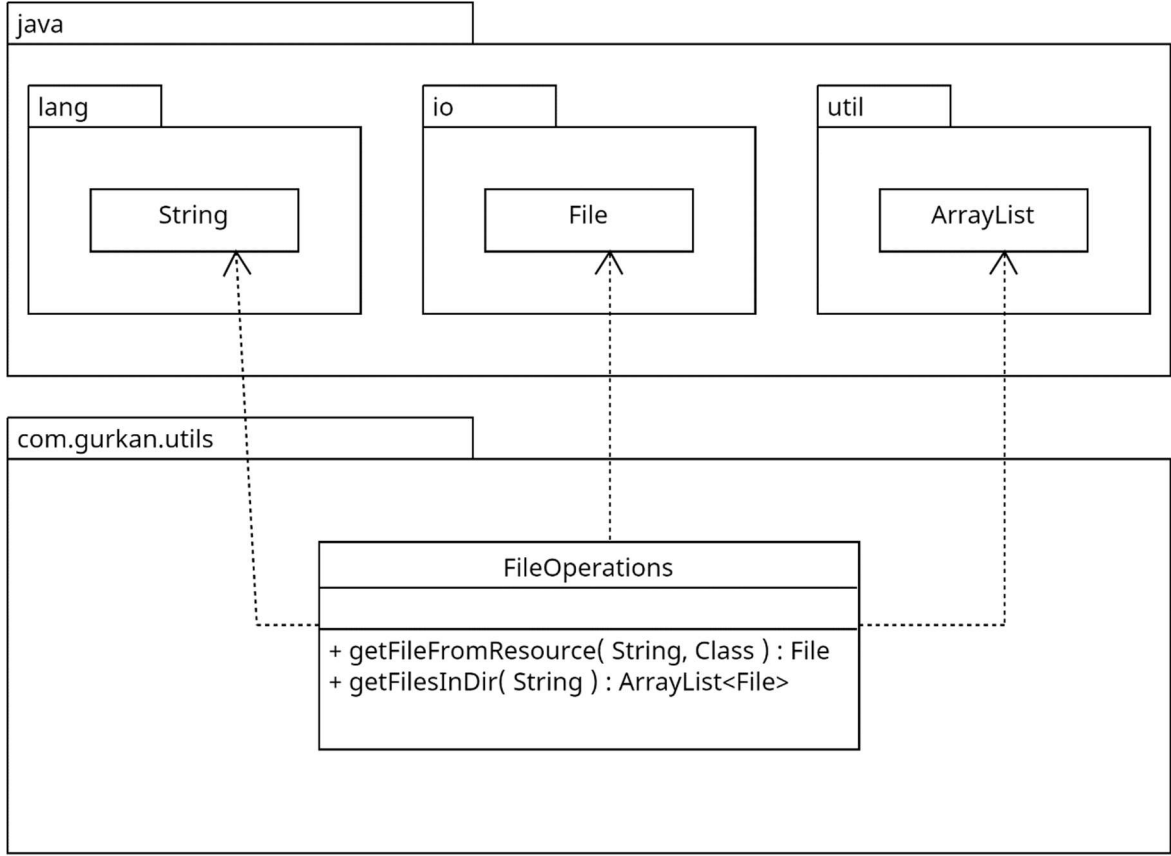 java
lang
io
util
String
File
ArrayList
com.gurkan.utils
FileOperations
+ getFileFromResource( String, Class ) : File
+ getFilesInDir( String ) : ArrayList<File>